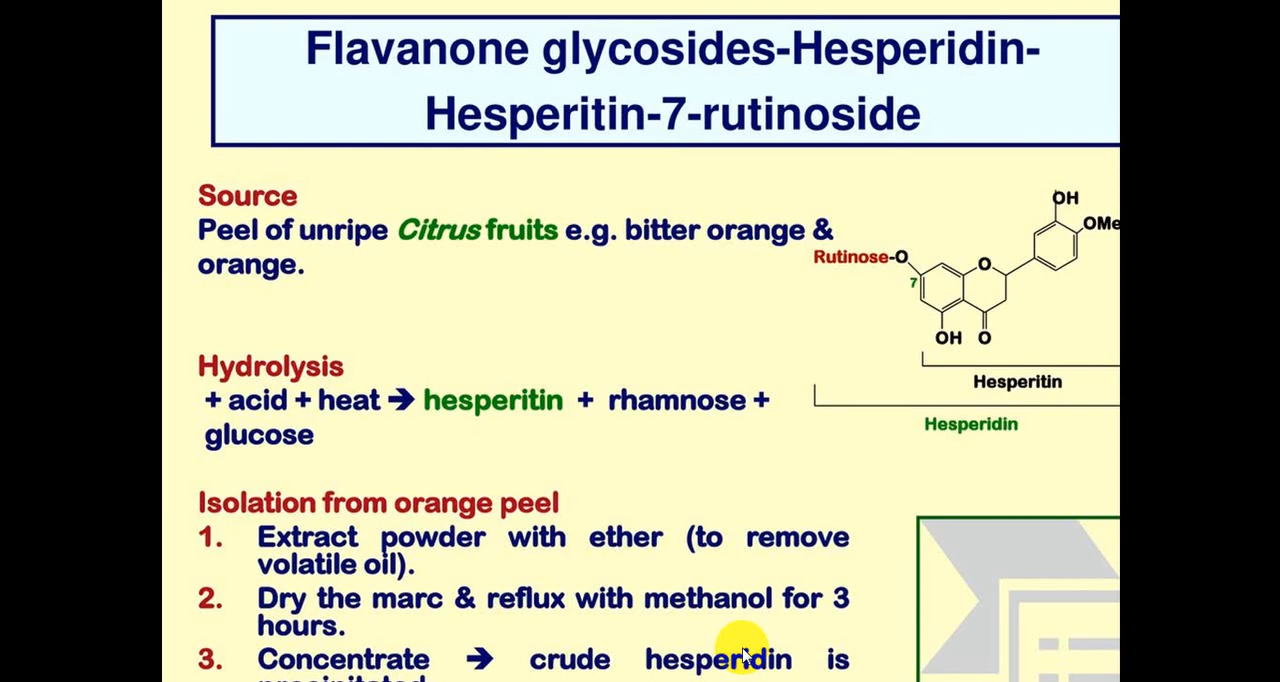 Flavanone glycosides-Hesperidin-
Hesperitin-7-rutinoside
Source
Peel of unripe Citrus fruits e.g. bitter orange &
orange.
OH
OMe
Rutinose-O
O
7
OH O
Hesperitin
Hesperidin
Hydrolysis
+ acid + heat ➔ hesperitin + rhamnose +
glucose
Isolation from orange peel
1. Extract powder with ether (to remove
volatile oil).
2. Dry the marc & reflux with methanol for 3
hours.
3. Concentrate ➔ crude hesperidin is
precipitated